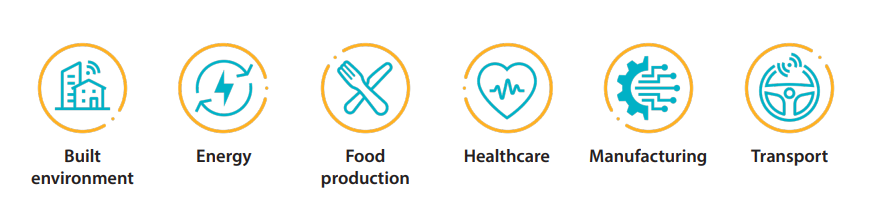 Built
environment
Energy
Food
production
Healthcare
Manufacturing
Transport